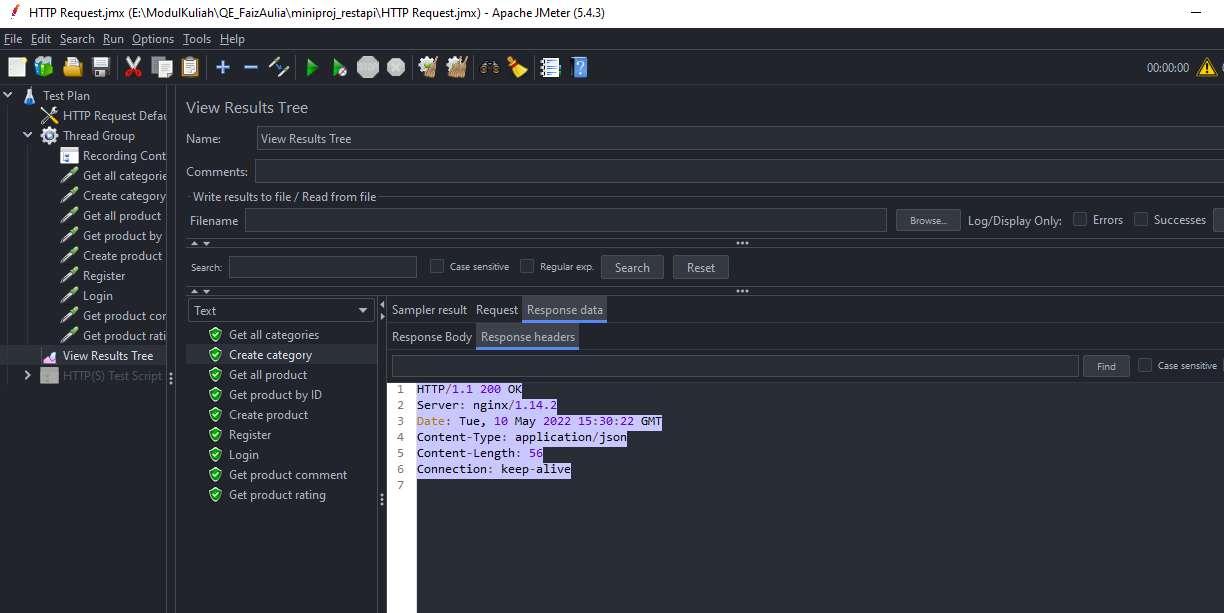 HTTP Request.jmx (E:\ModulKuliah\QE_FaizAulia\miniproj_restapi\HTTP Request.jmx) - Apache JMeter (5.4.3)
File Edit Search Run Options Tools Help
00:00:00
Test Plan
HTTP Request Defau
Thread Group
Recording Cont
Get all categorie
Create category
Get all product
Get product by
Create product
Register
Login
Get product cor
Get product rati
View Results Tree
HTTP(S) Test Script
View Results Tree
Name: View Results Tree
Comments:
Write results to file / Read from file
Filename Browse... Log/Display Only: Errors Successes
Search: Case sensitive Regular exp. Search Reset
Text
Get all categories
Create category
Get all product
Get product by ID
Create product
Register
Login
Get product comment
Get product rating
Sampler result Request Response data
Response Body Response headers
Find Case sensitive
1 HTTP/1.1 200 OK
2 Server: nginx/1.14.2
3 Date: Tue, 10 May 2022 15:30:22 GMT
4 Content-Type: application/json
5 Content-Length: 56
6 Connection: keep-alive
7